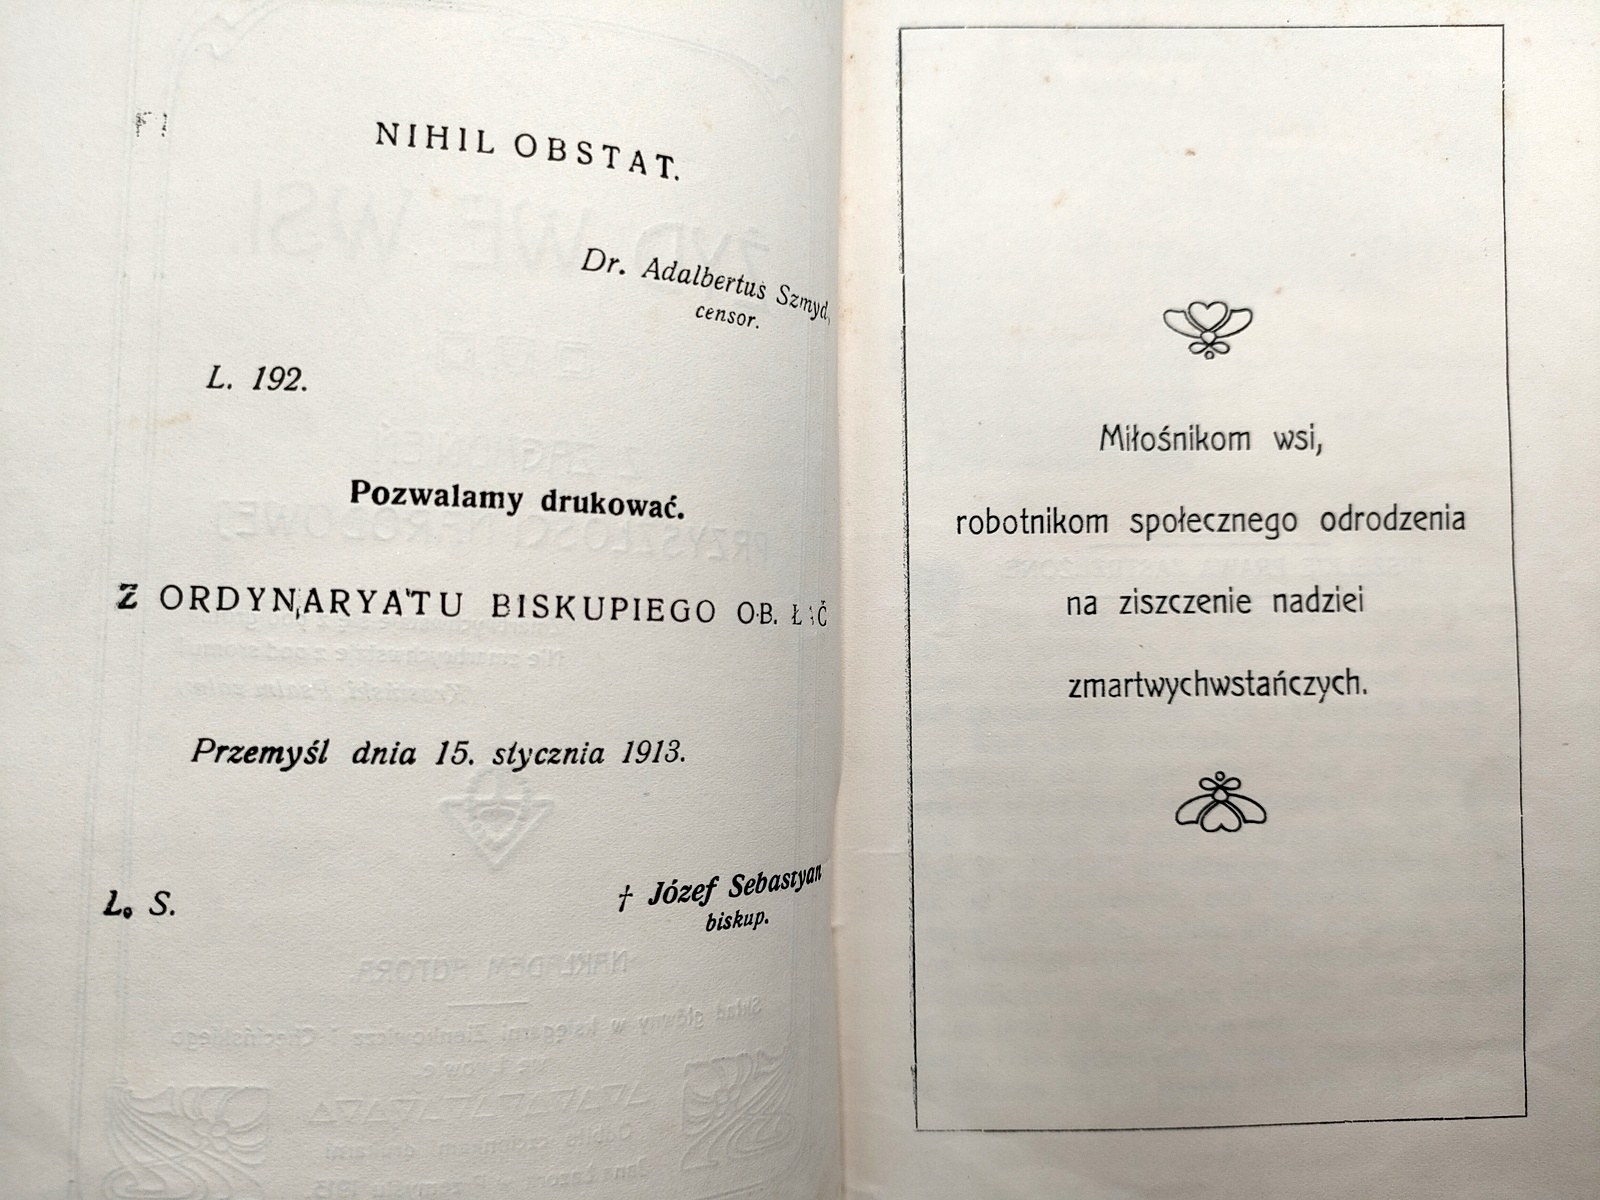 NIHIL OBSTAT.
Dr. Adalbertus Szmyd,
censor.
L. 192.
Pozwalamy drukować.
Z ORDYNARYATU BISKUPIEGO OB. ŁAĆ
Przemyśl dnia 15. stycznia 1913.
L. S.
† Józef Sebastyan
biskup.
Miłośnikom wsi,
robotnikom społecznego odrodzenia
na ziszczenie nadziei
zmartwychwstańczych.